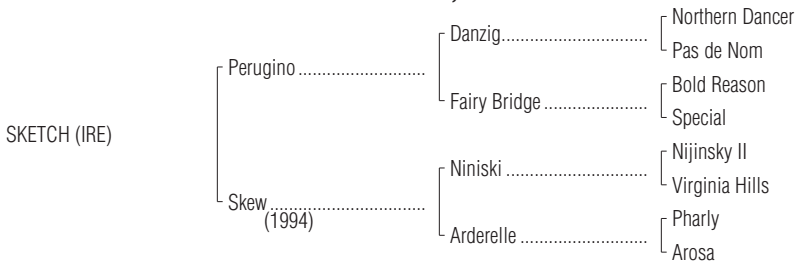 Northern Dancer
Danzig..............................
Pas de Nom
Perugino ..........................
Bold Reason
Fairy Bridge .....................
Special
SKETCH (IRE)
Nijinsky II
Niniski .............................
Virginia Hills
Skew ................................
(1994)
Pharly
Arderelle ..........................
Arosa